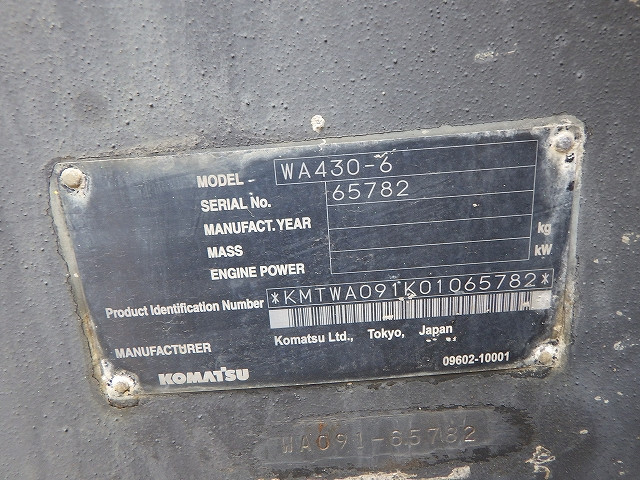 MODEL WA430-6
SERIAL No. 65782
MANUFACT. YEAR
MASS kg
ENGINE POWER kW
Product Identification Number *KMTWA091K01065782*
MANUFACTURER Komatsu Ltd., Tokyo, Japan
KOMATSU 09602-10001
WA091-65782